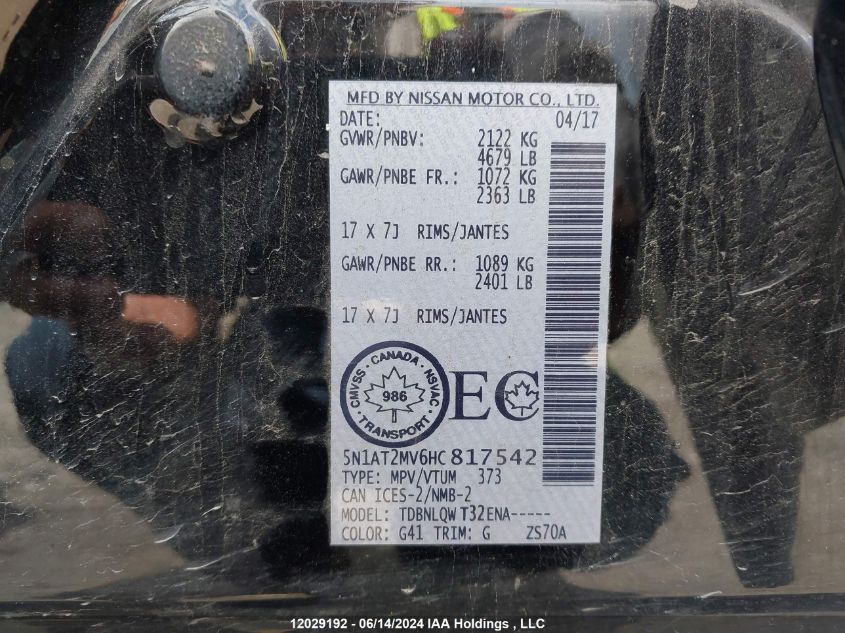 MFD BY NISSAN MOTOR CO., LTD.
DATE: 04/17
GVWR/PNBV: 2122 KG
4679 LB
GAWR/PNBE FR.: 1072 KG
2363 LB
17 X 7J RIMS/JANTES
GAWR/PNBE RR.: 1089 KG
2401 LB
17 X 7J RIMS/JANTES
CMVSS · CANADA · NSVAC · TRANSPORT ·
986
EC
5N1AT2MV6HC 817542
TYPE: MPV/VTUM 373
CAN ICES-2/NMB-2
MODEL: TDBNLQW T32ENA-----
COLOR: G41 TRIM: G ZS70A
12029192 - 06/14/2024 IAA Holdings , LLC